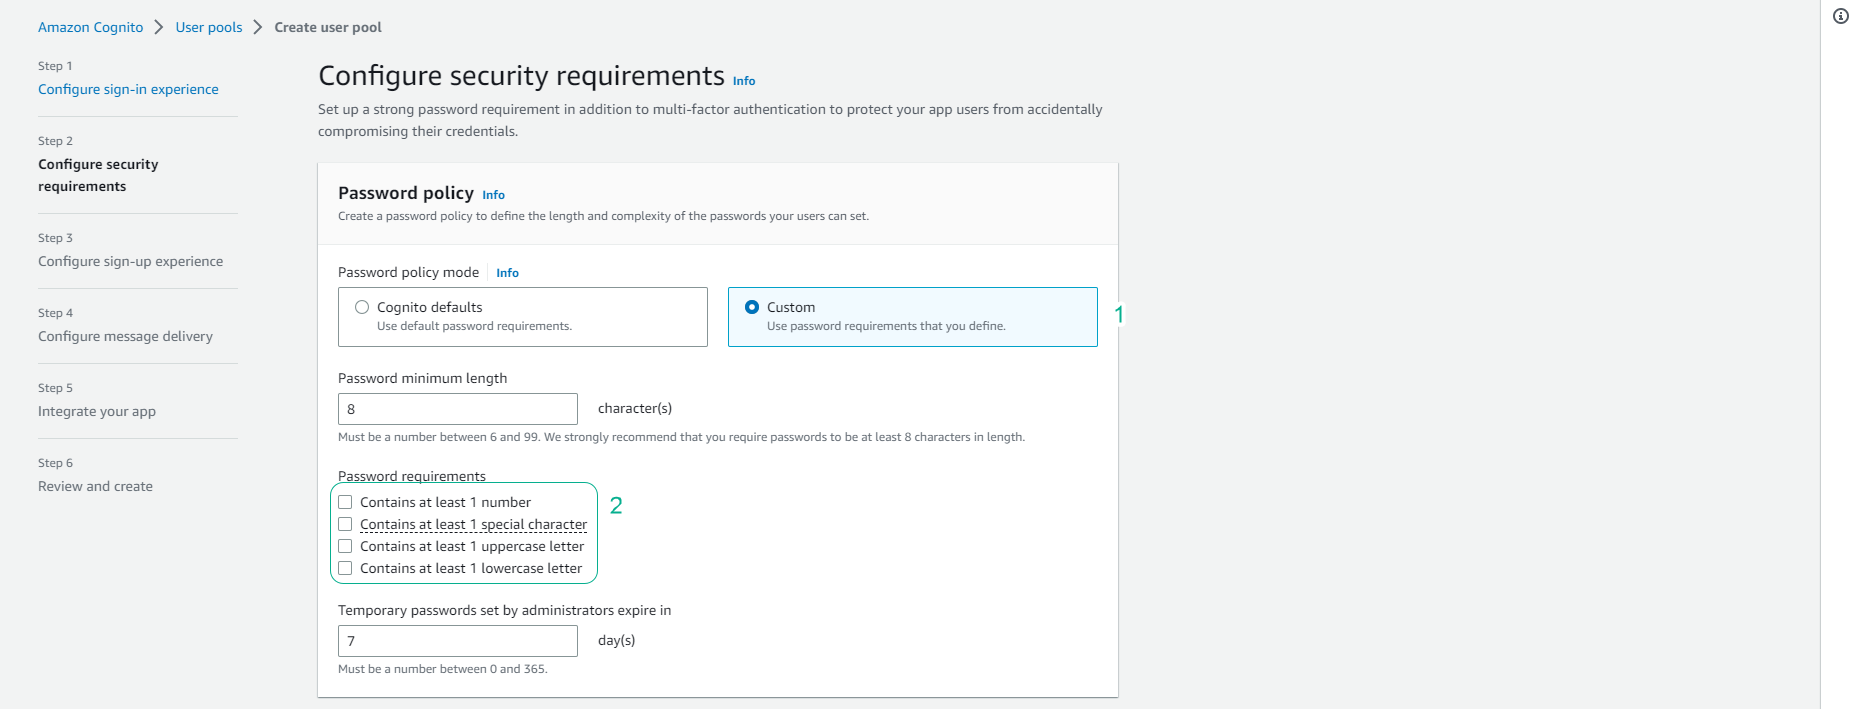 Amazon Cognito > User pools > Create user pool
Step 1
Configure sign-in experience
Step 2
Configure security
requirements
Step 3
Configure sign-up experience
Step 4
Configure message delivery
Step 5
Integrate your app
Step 6
Review and create
Configure security requirements Info
Set up a strong password requirement in addition to multi-factor authentication to protect your app users from accidentally
compromising their credentials.
Password policy Info
Create a password policy to define the length and complexity of the passwords your users can set.
Password policy mode Info
Cognito defaults
Use default password requirements.
Custom
Use password requirements that you define.
1
Password minimum length
8 character(s)
Must be a number between 6 and 99. We strongly recommend that you require passwords to be at least 8 characters in length.
Password requirements
Contains at least 1 number
Contains at least 1 special character
Contains at least 1 uppercase letter
Contains at least 1 lowercase letter
2
Temporary passwords set by administrators expire in
7 day(s)
Must be a number between 0 and 365.